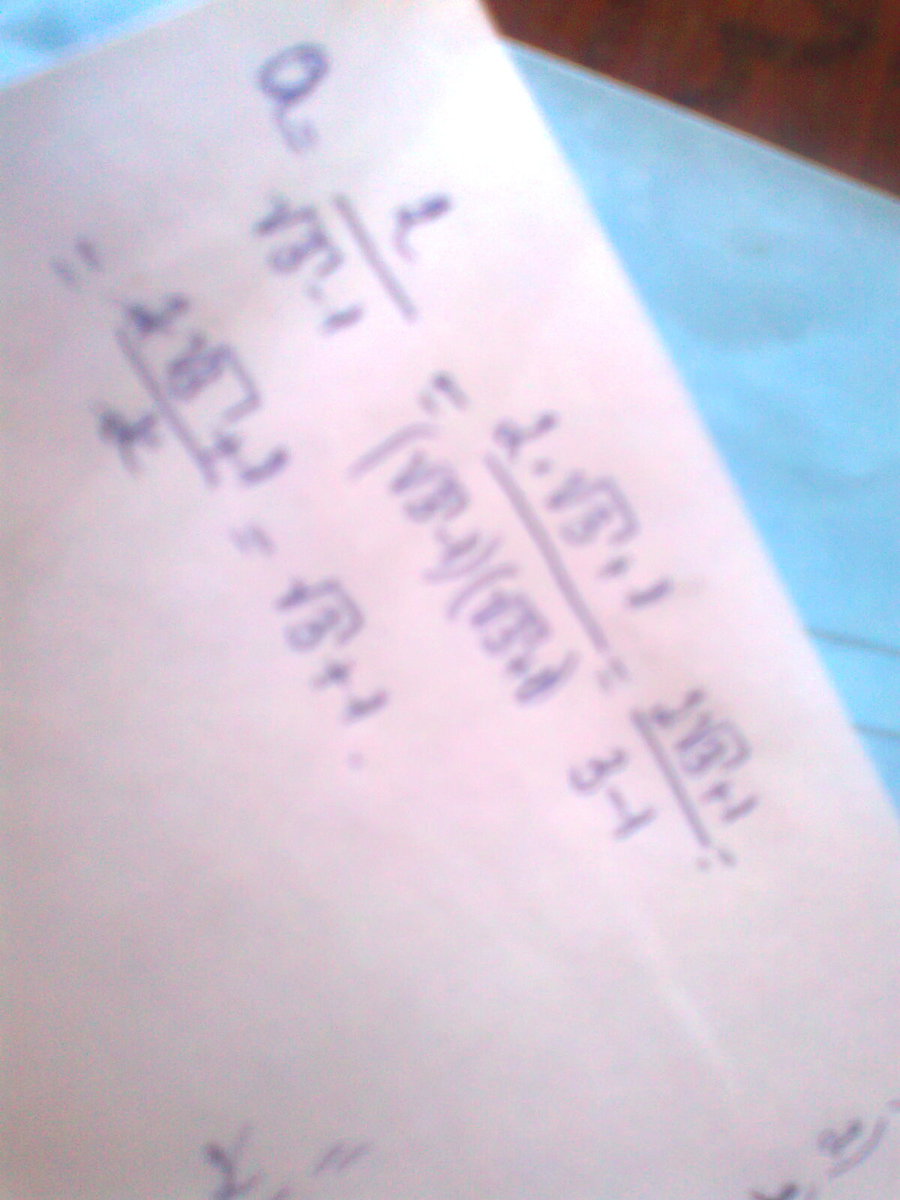 a = 2/(√3-1) = 2·√3+1/(√3-1)(√3+1) = 2√3+1/3-1 =
= 2√3+1/2 = √3+1.